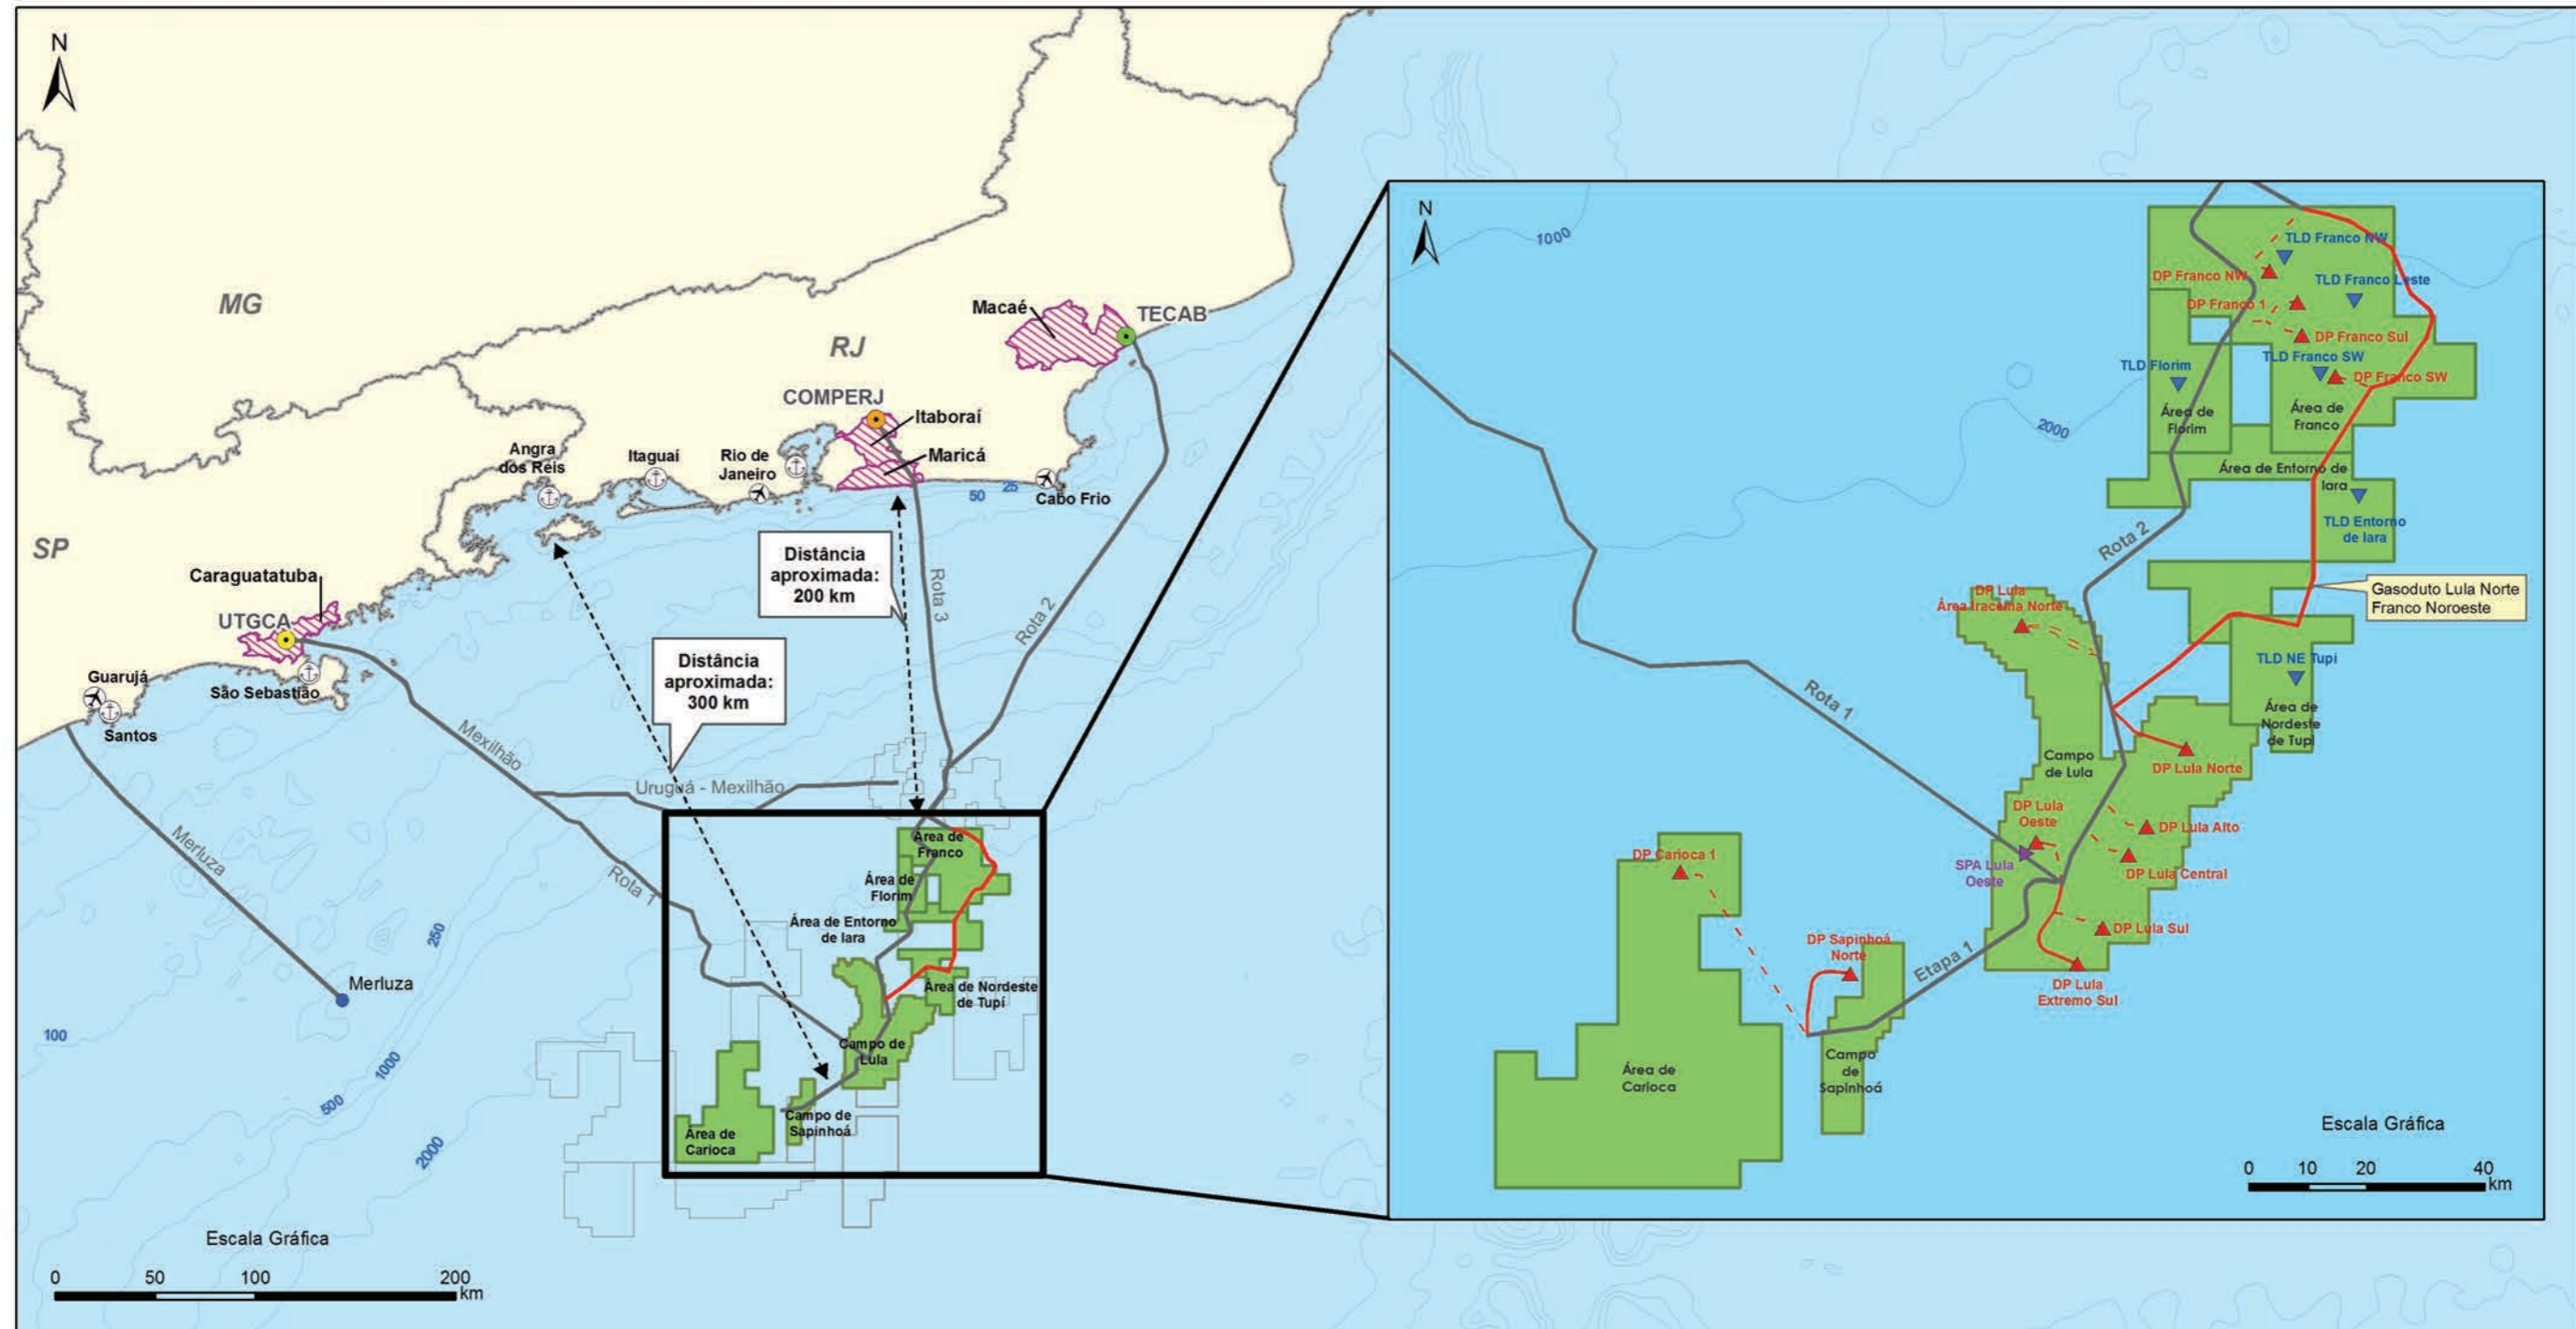 N
MG
RJ
SP
Macaé
TECAB
COMPERJ
Itaboraí
Maricá
Angra
dos Reis
Itaguaí
Rio de
Janeiro
Cabo Frio
50
25
Caraguatatuba
UTGCA
Guarujá
São Sebastião
Santos
Distância
aproximada:
200 km
Distância
aproximada:
300 km
Rota 3
Rota 2
Mexilhão
Uruguá - Mexilhão
Merluza
Rota 1
Merluza
250
100
1000
500
2000
Área de
Franco
Área de
Florim
Área de Entorno
de Iara
Área de Nordeste
de Tupí
Campo de
Lula
Campo de
Sapinhoá
Área de
Carioca
Escala Gráfica
0
50
100
200
km
N
1000
2000
TLD Franco NW
DP Franco NW
TLD Franco Leste
DP Franco 1
DP Franco Sul
TLD Franco SW
TLD Florim
DP Franco SW
Área de
Florim
Área de
Franco
Área de Entorno de
Iara
TLD Entorno
de Iara
Rota 2
Gasoduto Lula Norte
Franco Noroeste
DP Lula
Área Iracema Norte
TLD NE Tupi
Área de
Nordeste
de Tupi
Rota 1
Campo
de Lula
DP Lula Norte
DP Lula
Oeste
DP Lula Alto
SPA Lula
Oeste
DP Lula Central
DP Carioca 1
DP Lula Sul
DP Sapinhoá
Norte
Etapa 1
DP Lula
Extremo Sul
Campo
de
Sapinhoá
Área de
Carioca
Escala Gráfica
0
10
20
40
km